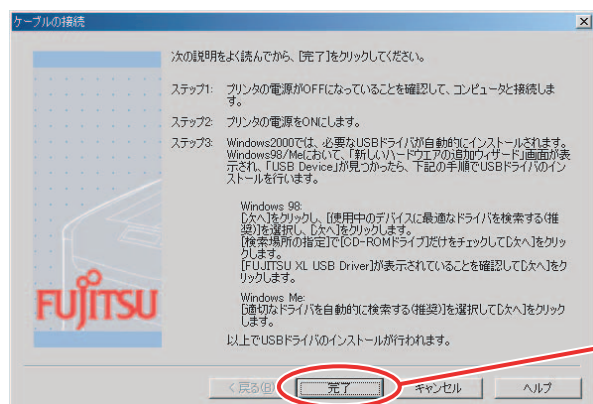 ケーブルの接続
次の説明をよく読んでから、[完了]をクリックしてください。
ステップ1: プリンタの電源がOFFになっていることを確認して、コンピュータと接続しま
す。
ステップ2: プリンタの電源をONにします。
ステップ3: Windows2000では、必要なUSBドライバが自動的にインストールされます。
Windows98/Meにおいて、「新しいハードウエアの追加ウィザード」画面が表
示され、「USB Device」が見つかったら、下記の手順でUSBドライバのイン
ストールを行います。
Windows 98:
[次へ]をクリックし、[使用中のデバイスに最適なドライバを検索する(推
奨)]を選択し、[次へ]をクリックします。
[検索場所の指定]で[CD-ROMドライブ]だけをチェックして[次へ]をクリッ
クします。
[FUJITSU XL USB Driver]が表示されていることを確認して[次へ]をク
リックします。
Windows Me:
[適切なドライバを自動的に検索する(推奨)]を選択して[次へ]をクリック
します。
以上でUSBドライバのインストールが行われます。
FUJITSU
< 戻る(B)
完了
キャンセル
ヘルプ